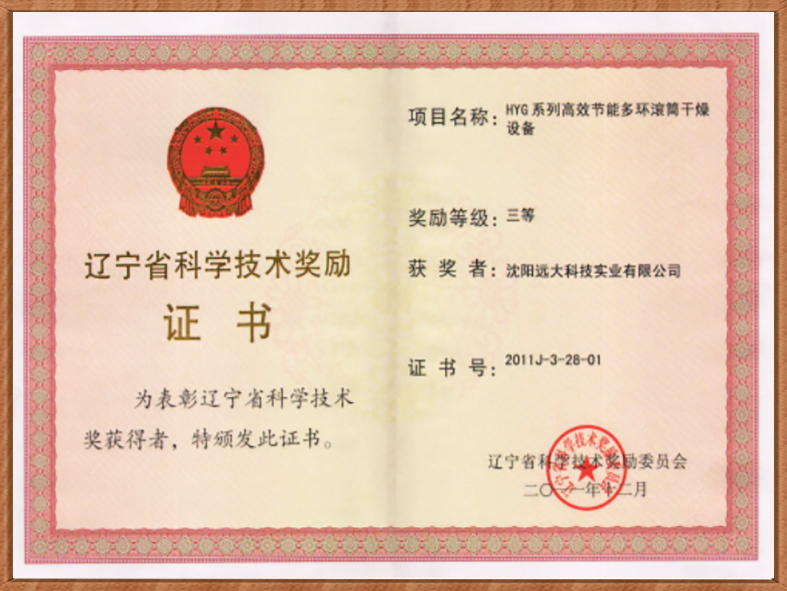 辽宁省科学技术奖励
证书
为表彰辽宁省科学技术
奖获得者，特颁发此证书。
项目名称：HYG系列高效节能多环滚筒干燥
设备
奖励等级：三等
获奖者：沈阳远大科技实业有限公司
证书号：2011J-3-28-01
辽宁省科学技术奖励委员会
二〇一一年十二月